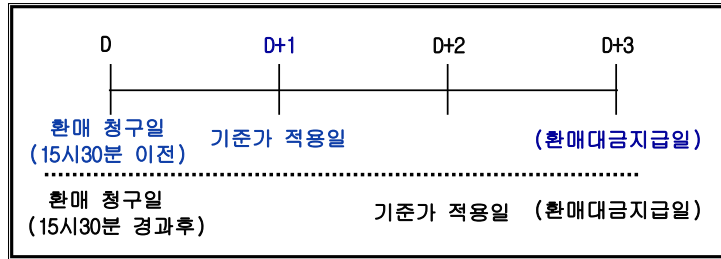 D D+1 D+2 D+3
환매 청구일 기준가 적용일 (환매대금지급일)
(15시30분 이전)
환매 청구일 기준가 적용일 (환매대금지급일)
(15시30분 경과후)